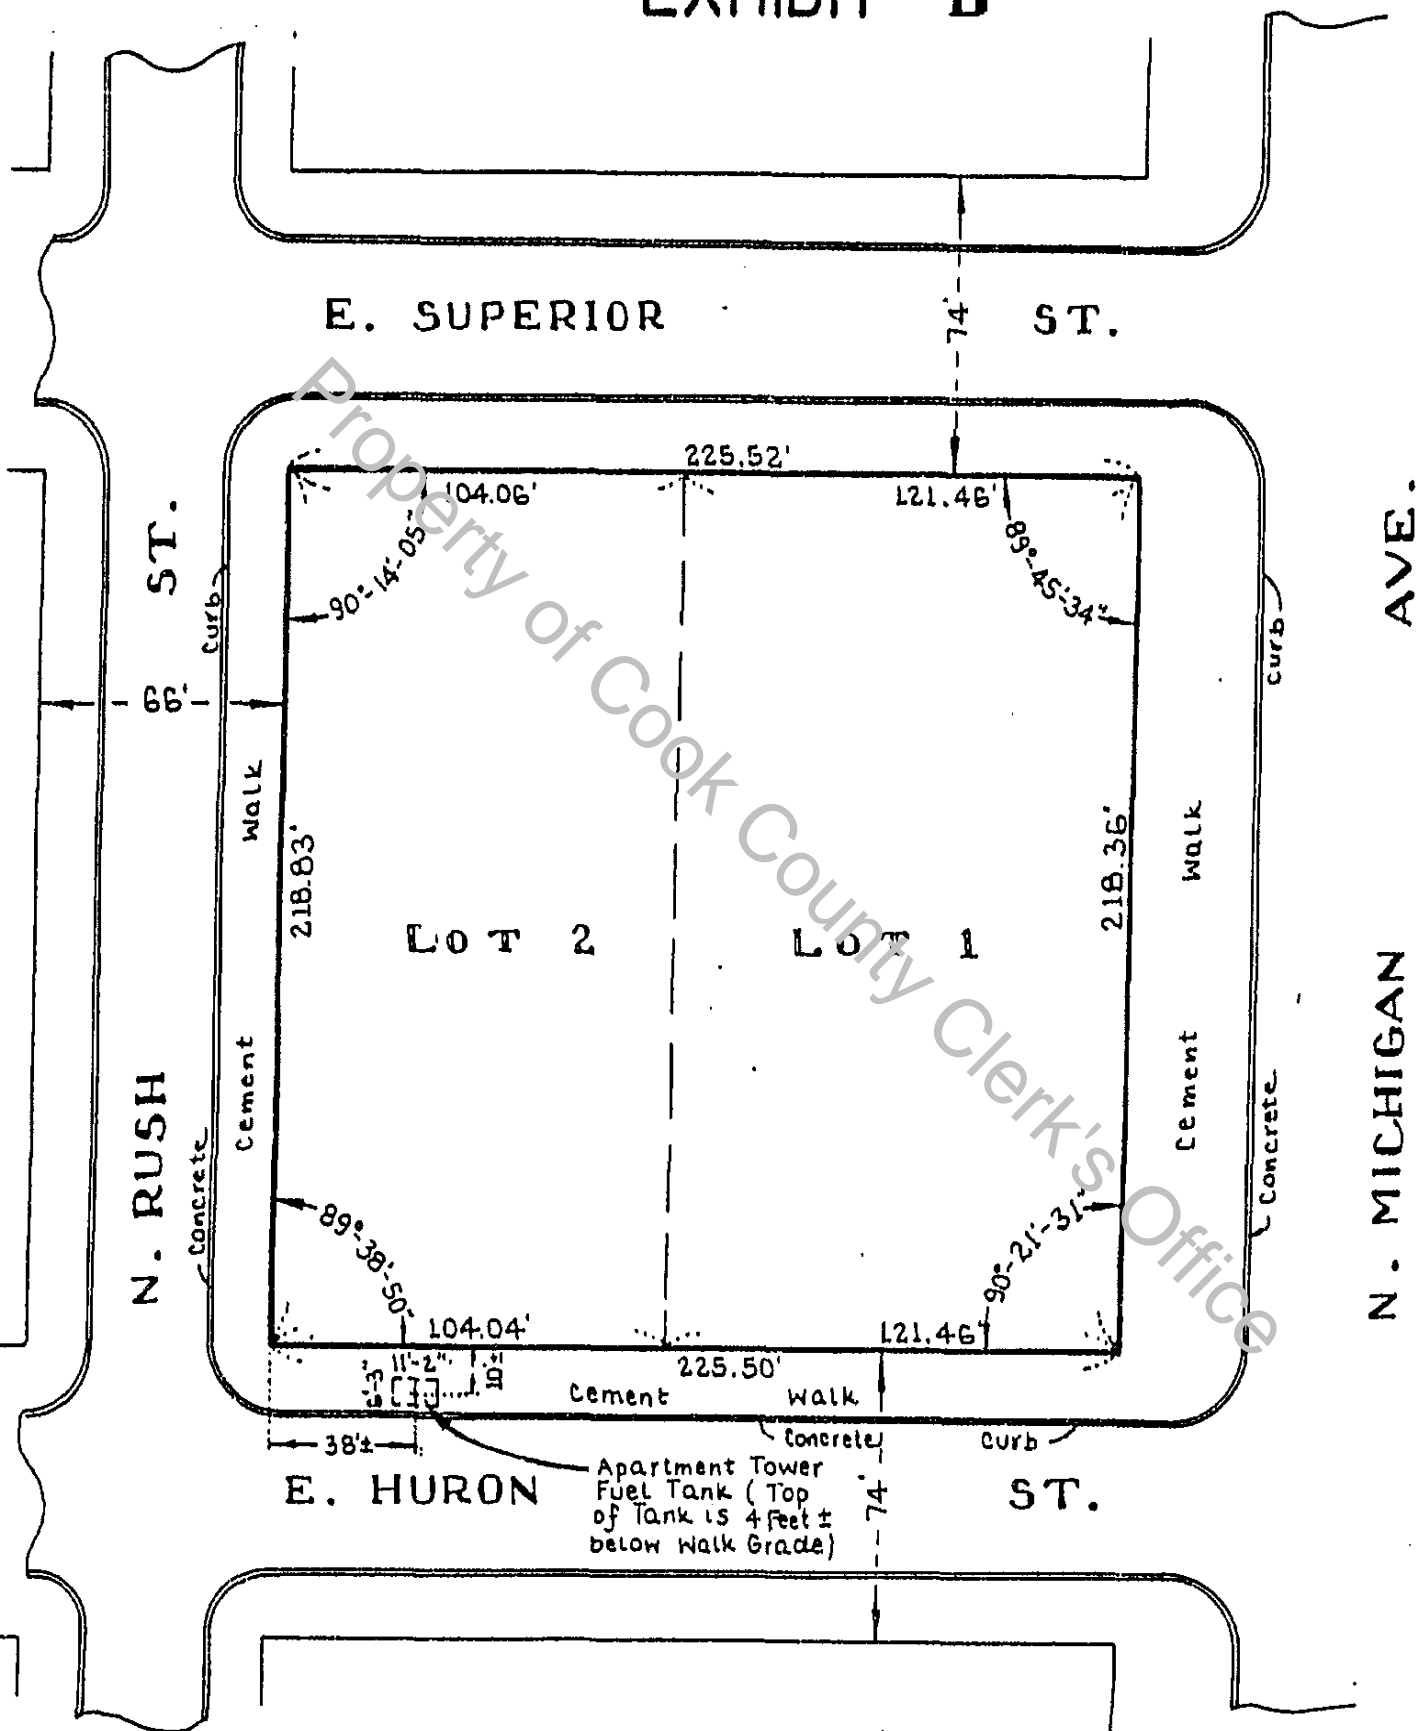 EXHIBIT B
E. SUPERIOR ST.
74'
225.52'
104.06'
121.46'
90°-14'-05"
89°-45'-34"
ST.
AVE.
Curb
Curb
66'
Walk
Walk
218.83'
218.36'
LOT 2
LOT 1
N. MICHIGAN
Cement
Cement
N. RUSH
Concrete
Concrete
89°-38'-50"
90°-21'-31"
104.04'
121.46'
11'-2"
10'±
225.50'
Cement Walk
38'±
Concrete
Curb
Apartment Tower
Fuel Tank (Top
of Tank is 4 Feet ±
below Walk Grade)
E. HURON ST.
74'
Property of Cook County Clerk's Office